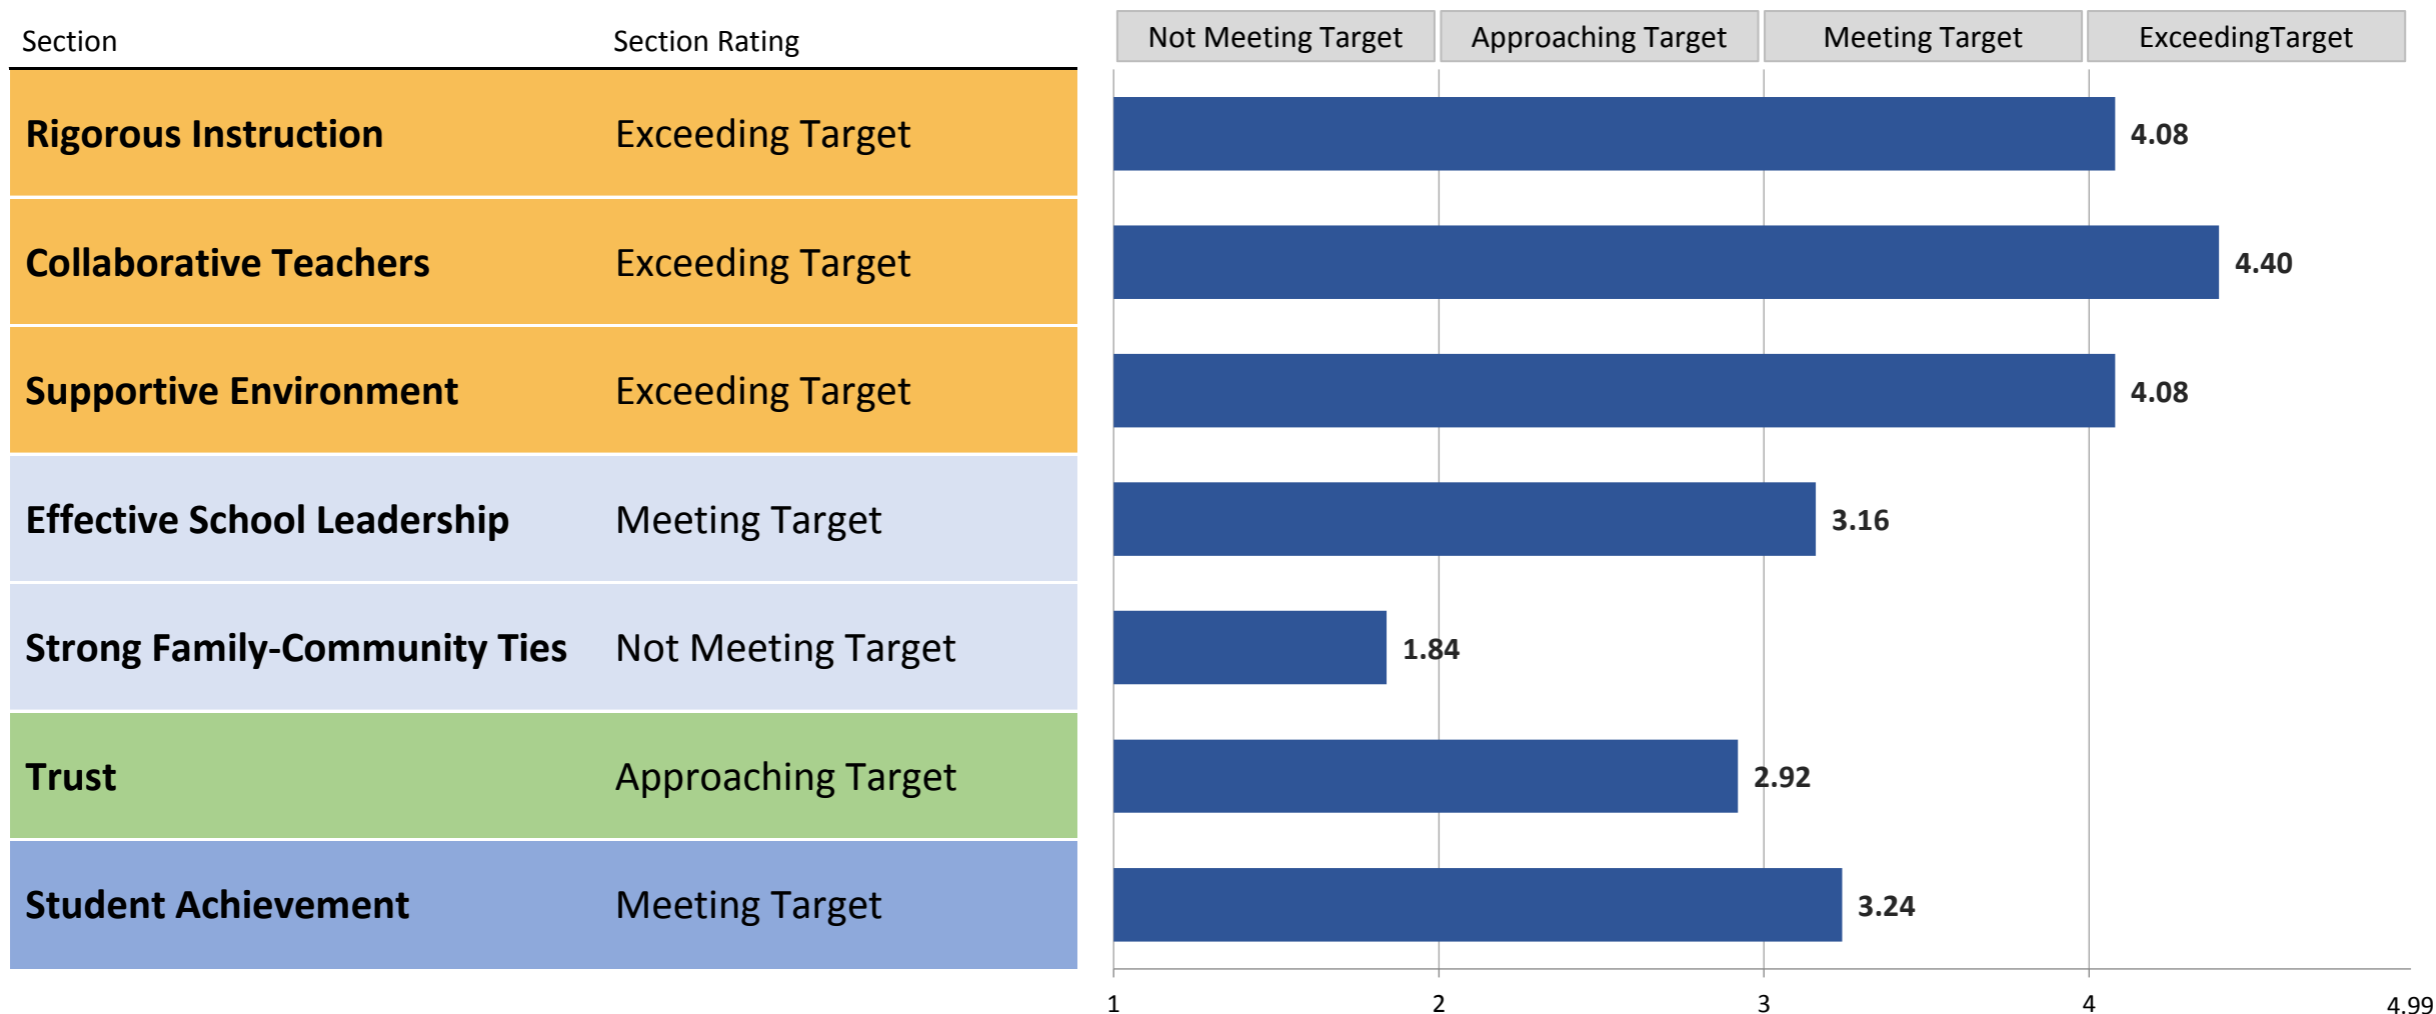 Section Section Rating Not Meeting Target Approaching Target Meeting Target ExceedingTarget
Rigorous Instruction Exceeding Target 4.08
Collaborative Teachers Exceeding Target 4.40
Supportive Environment Exceeding Target 4.08
Effective School Leadership Meeting Target 3.16
Strong Family-Community Ties Not Meeting Target 1.84
Trust Approaching Target 2.92
Student Achievement Meeting Target 3.24
1 2 3 4 4.99